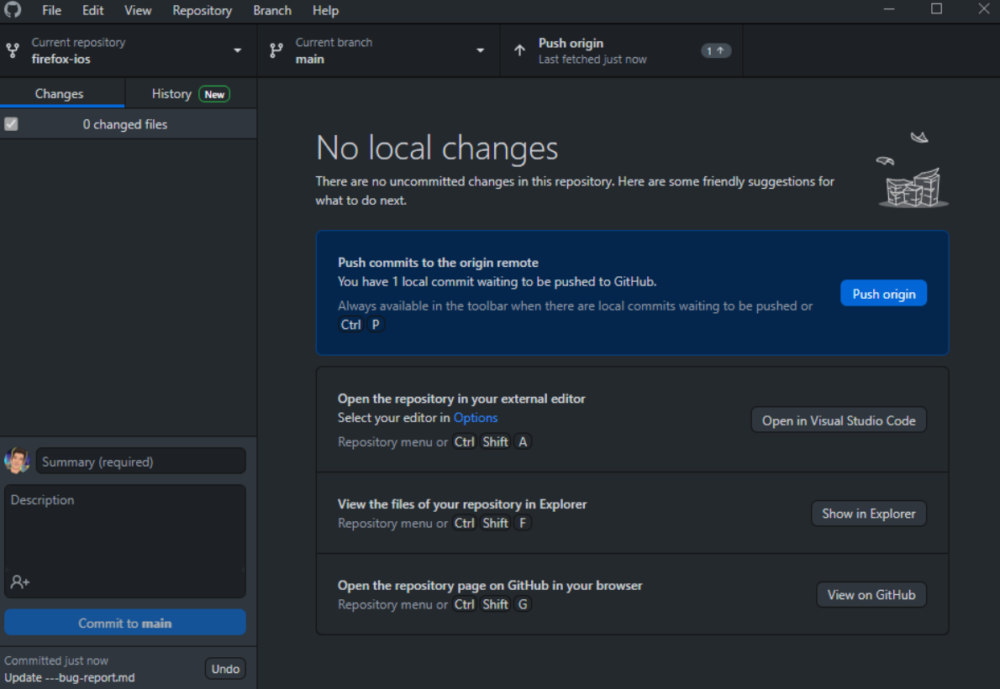 File Edit View Repository Branch Help
Current repository
firefox-ios
Current branch
main
Push origin
Last fetched just now
1
Changes
History New
0 changed files
No local changes
There are no uncommitted changes in this repository. Here are some friendly suggestions for
what to do next.
Push commits to the origin remote
You have 1 local commit waiting to be pushed to GitHub.
Always available in the toolbar when there are local commits waiting to be pushed or
Ctrl P
Push origin
Open the repository in your external editor
Select your editor in Options
Repository menu or Ctrl Shift A
Open in Visual Studio Code
View the files of your repository in Explorer
Repository menu or Ctrl Shift F
Show in Explorer
Open the repository page on GitHub in your browser
Repository menu or Ctrl Shift G
View on GitHub
Summary (required)
Description
Commit to main
Committed just now
Update ---bug-report.md
Undo